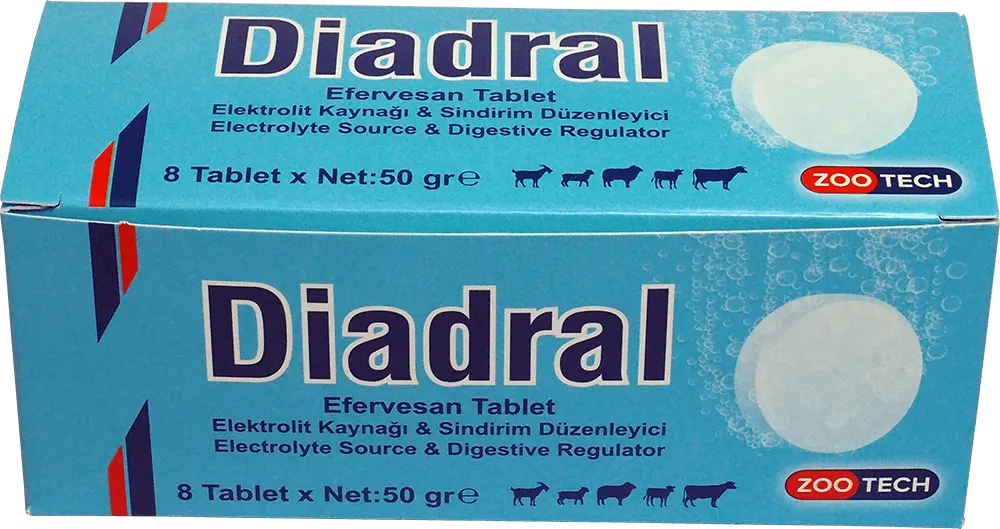 Diadral
Efervesan Tablet
Elektrolit Kaynağı & Sindirim Düzenleyici
Electrolyte Source & Digestive Regulator
8 Tablet x Net:50 gr℮
ZOO TECH
Diadral
Efervesan Tablet
Elektrolit Kaynağı & Sindirim Düzenleyici
Electrolyte Source & Digestive Regulator
8 Tablet x Net:50 gr℮
ZOO TECH